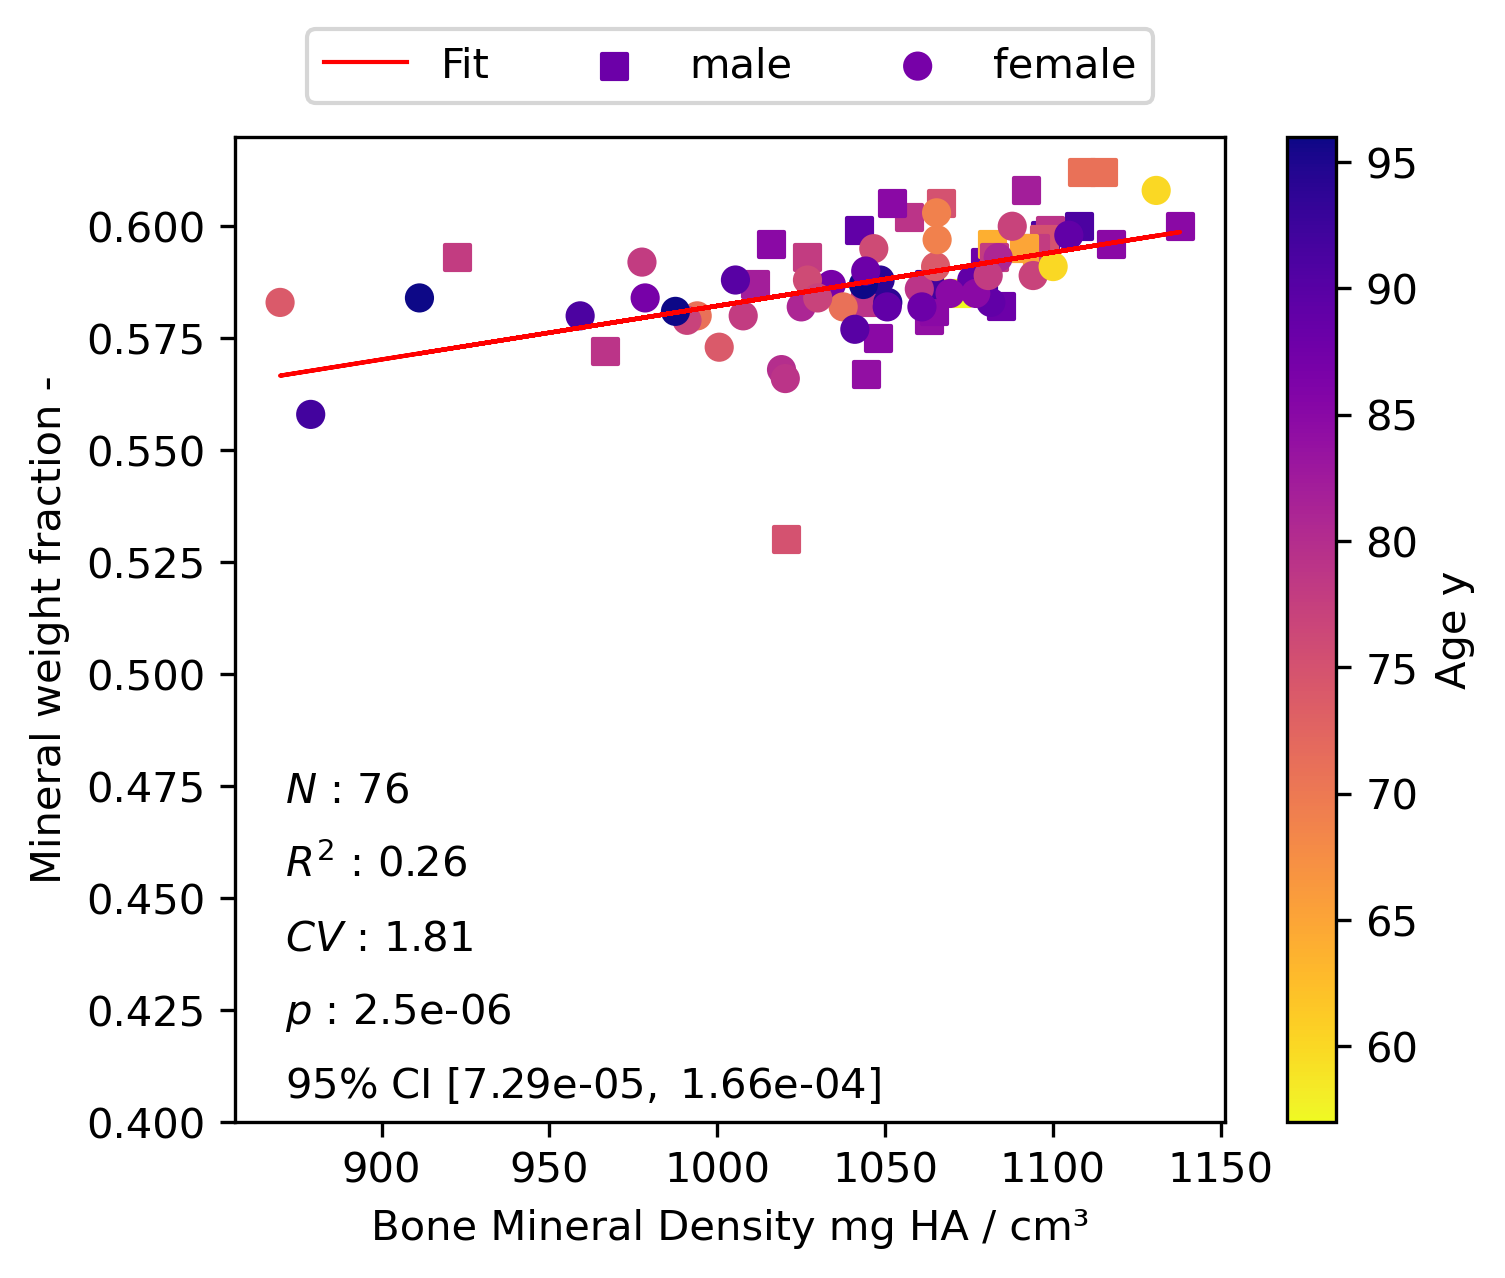 Fit male female
0.600
0.575
0.550
0.525
0.500
0.475
0.450
0.425
0.400
Mineral weight fraction -
N : 76
R² : 0.26
CV : 1.81
p : 2.5e-06
95% CI [7.29e-05, 1.66e-04]
900 950 1000 1050 1100 1150
Bone Mineral Density mg HA / cm³
95
90
85
80
75
70
65
60
Age y